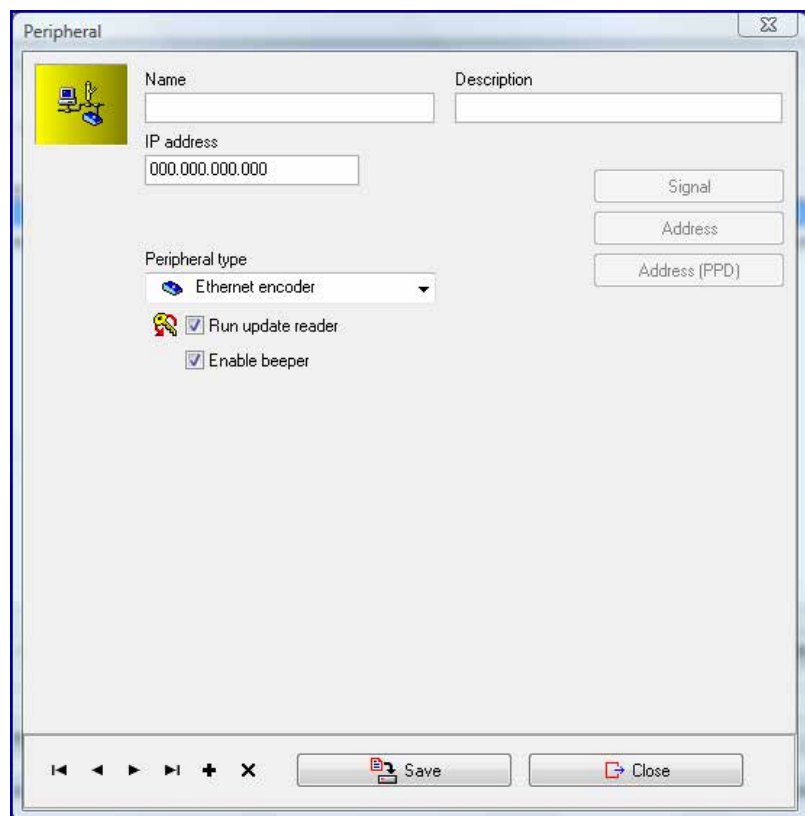 Peripheral
Name
Description
IP address
000.000.000.000
Signal
Address
Address (PPD)
Peripheral type
Ethernet encoder
Run update reader
Enable beeper
Save
Close